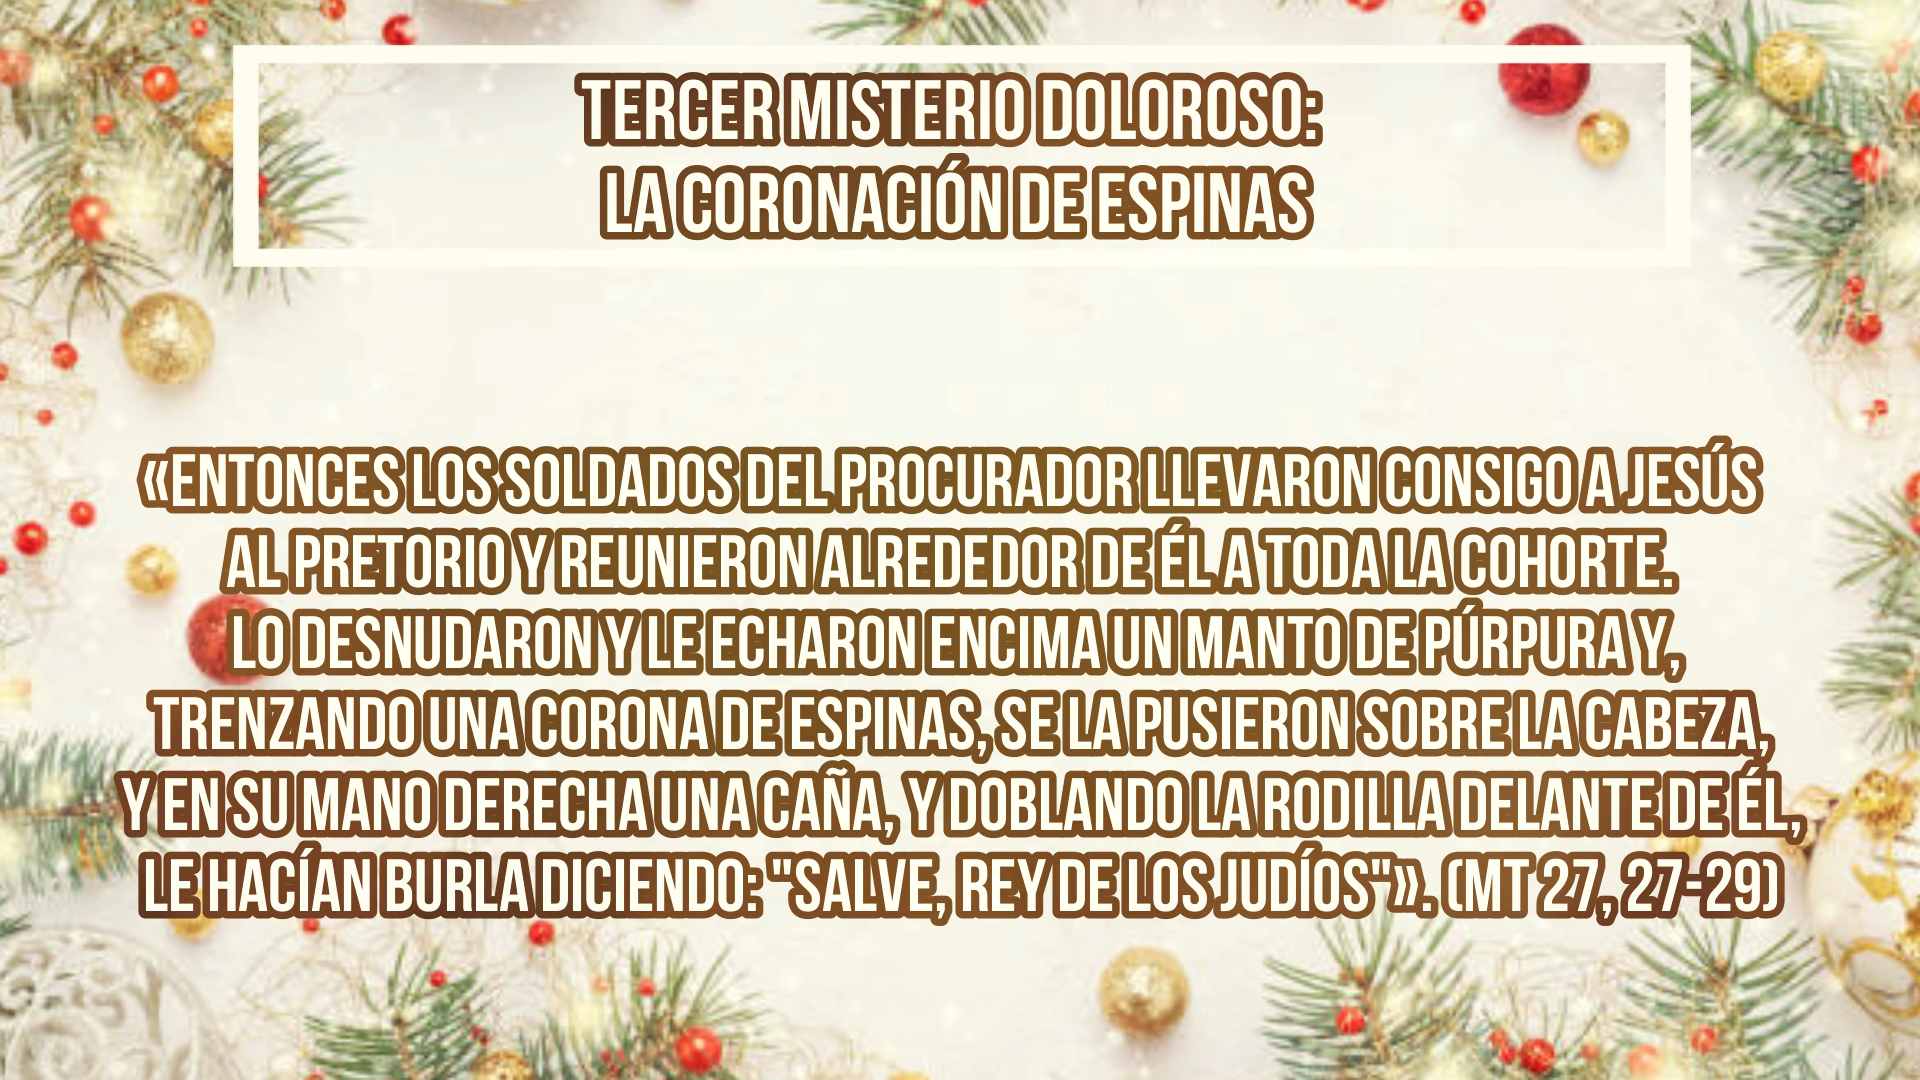 TERCER MISTERIO DOLOROSO:
LA CORONACIÓN DE ESPINAS
«ENTONCES LOS SOLDADOS DEL PROCURADOR LLEVARON CONSIGO A JESÚS
AL PRETORIO Y REUNIERON ALREDEDOR DE ÉL A TODA LA COHORTE.
LO DESNUDARON Y LE ECHARON ENCIMA UN MANTO DE PÚRPURA Y,
TRENZANDO UNA CORONA DE ESPINAS, SE LA PUSIERON SOBRE LA CABEZA,
Y EN SU MANO DERECHA UNA CAÑA, Y DOBLANDO LA RODILLA DELANTE DE ÉL,
LE HACÍAN BURLA DICIENDO: "SALVE, REY DE LOS JUDÍOS"». (MT 27, 27-29)